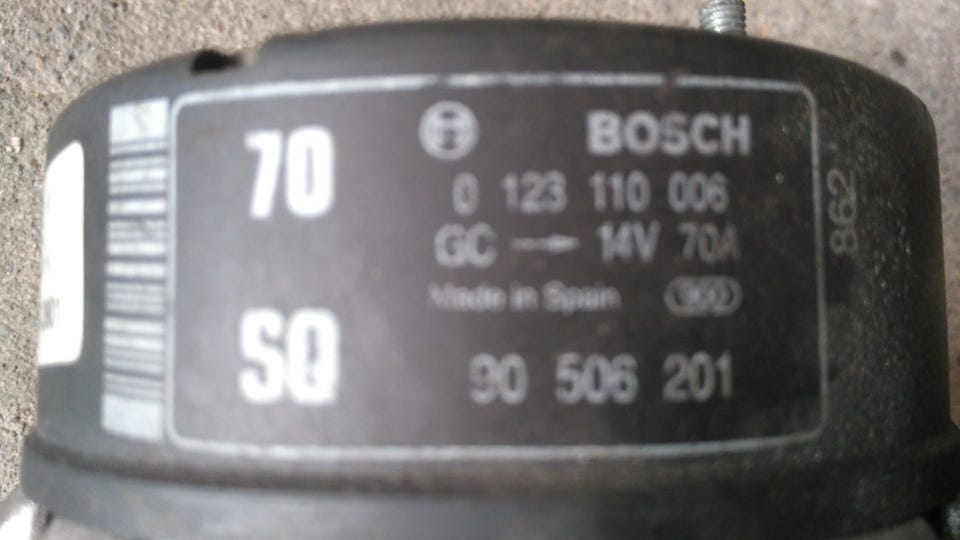 70
BOSCH
0 123 110 006
GC 14V 70A
Made in Spain
SQ
90 506 201
862